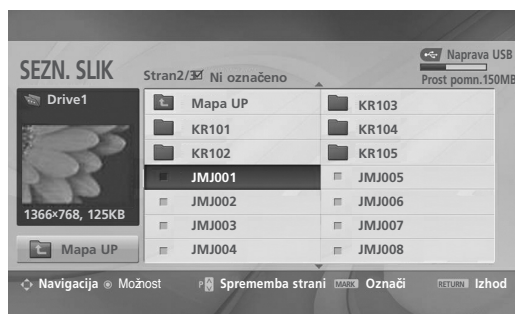 SEZN. SLIK
Stran2/3 Ni označeno
Naprava USB
Prost pomn.150MB
Drive1
1366×768, 125KB
Mapa UP
Mapa UP
KR101
KR102
JMJ001
JMJ002
JMJ003
JMJ004
KR103
KR104
KR105
JMJ005
JMJ006
JMJ007
JMJ008
Navigacija Možnost P Sprememba strani MARK Označi RETURN Izhod